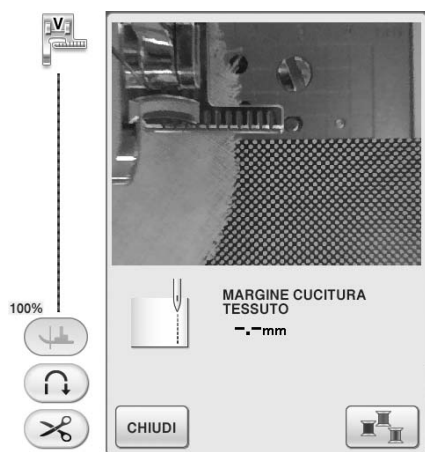 V
100%
MARGINE CUCITURA
TESSUTO
-.-mm
CHIUDI